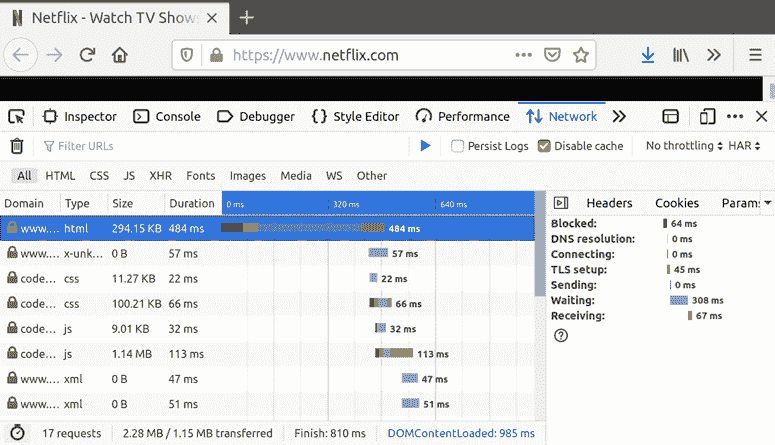 Netflix - Watch TV Shows
https://www.netflix.com
Inspector Console Debugger Style Editor Performance Network
Filter URLs Persist Logs Disable cache No throttling HAR
All HTML CSS JS XHR Fonts Images Media WS Other
Domain Type Size Duration 0 ms 320 ms 640 ms Headers Cookies Params
www.… html 294.15 KB 484 ms 484 ms
www.… x-unk… 0 B 57 ms 57 ms
code… css 11.27 KB 22 ms 22 ms
code… css 100.21 KB 66 ms 66 ms
code… js 9.01 KB 32 ms 32 ms
code… js 1.14 MB 113 ms 113 ms
www.… xml 0 B 47 ms 47 ms
www.… xml 0 B 51 ms 51 ms
Blocked: 64 ms
DNS resolution: 0 ms
Connecting: 0 ms
TLS setup: 45 ms
Sending: 0 ms
Waiting: 308 ms
Receiving: 67 ms
17 requests 2.28 MB / 1.15 MB transferred Finish: 810 ms DOMContentLoaded: 985 ms